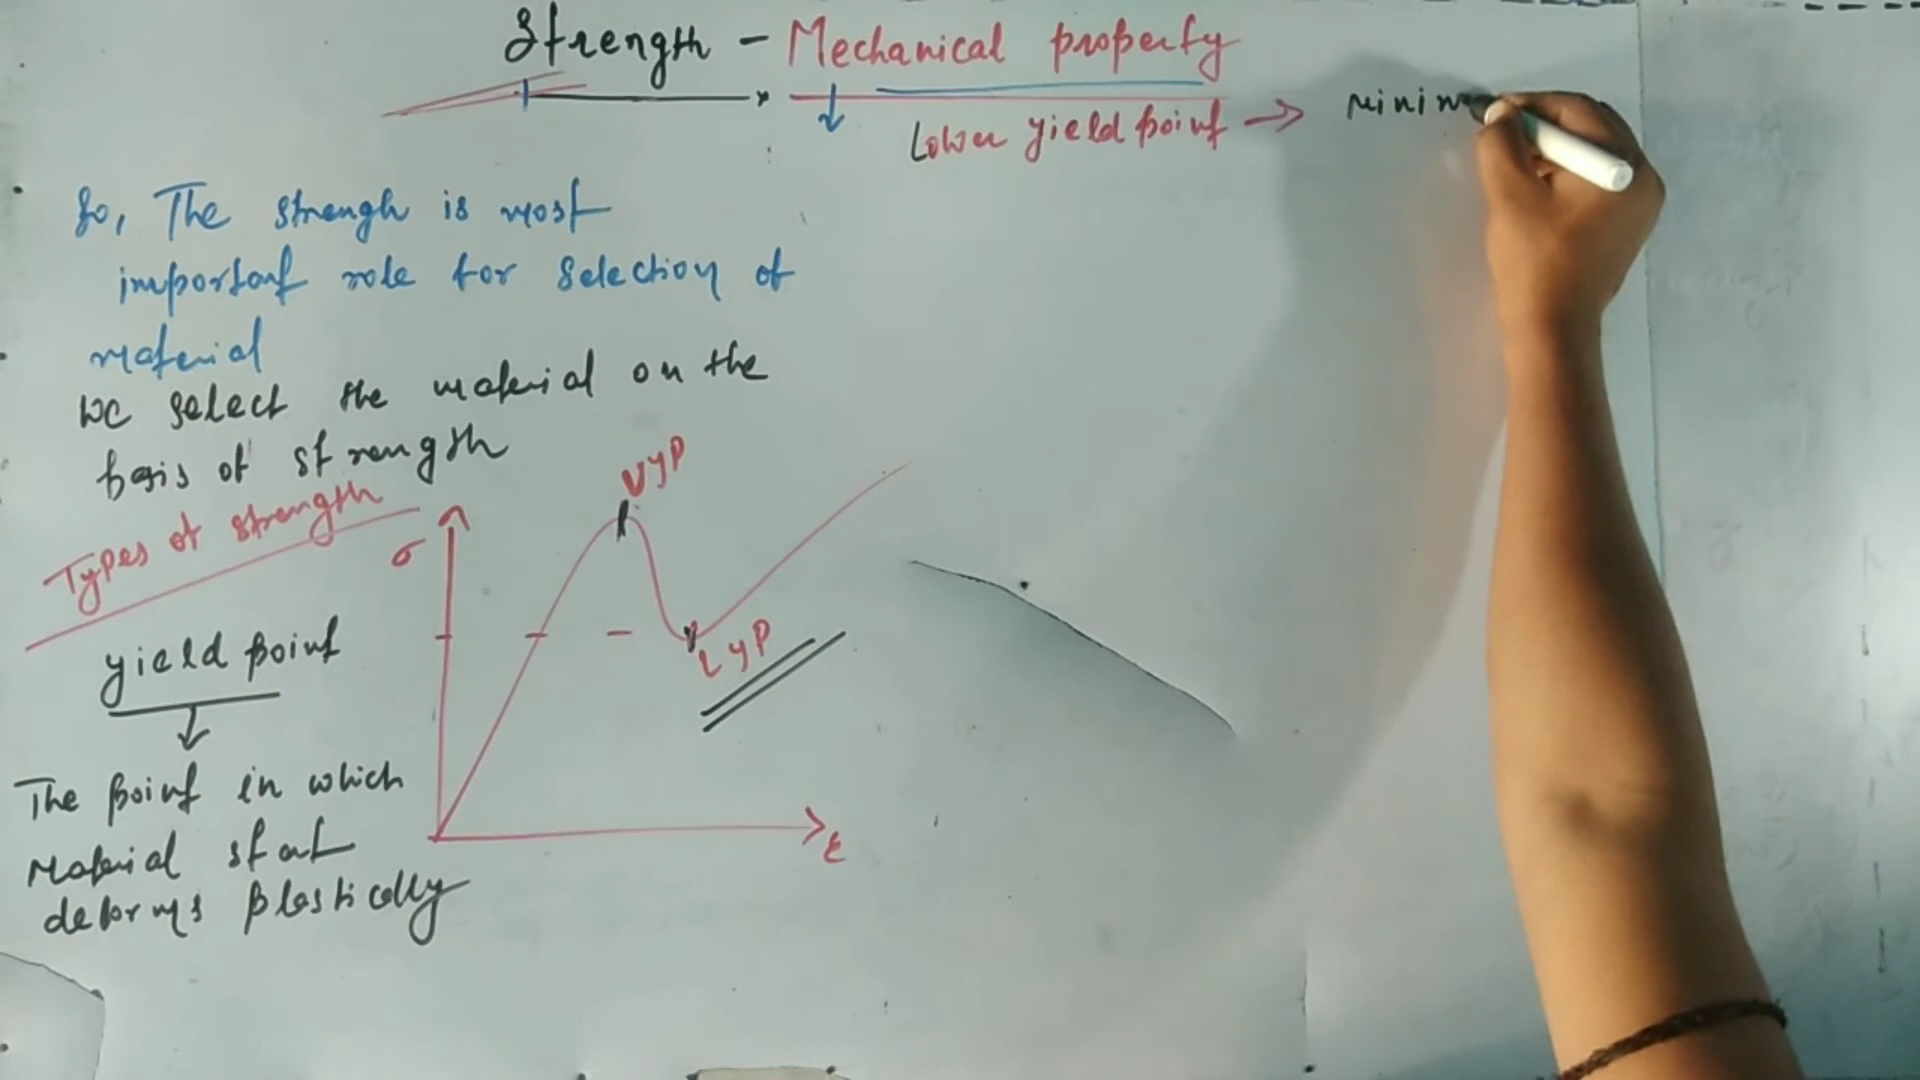 Strength - Mechanical property
Lower yield point → Minim
So, The strength is most
important role for selection of
material
We select the material on the
basis of strength
Types of strength
yield point
The point in which
Material start
deforms plastically
σ
UYP
LYP
ε